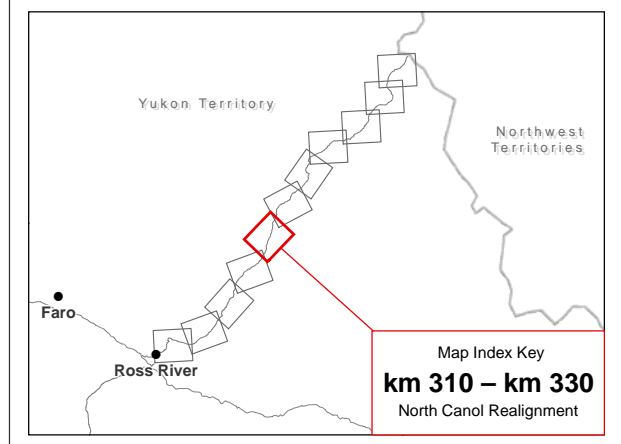 Yukon Territory
Northwest
Territories
Faro
Ross River
Map Index Key
km 310 – km 330
North Canol Realignment